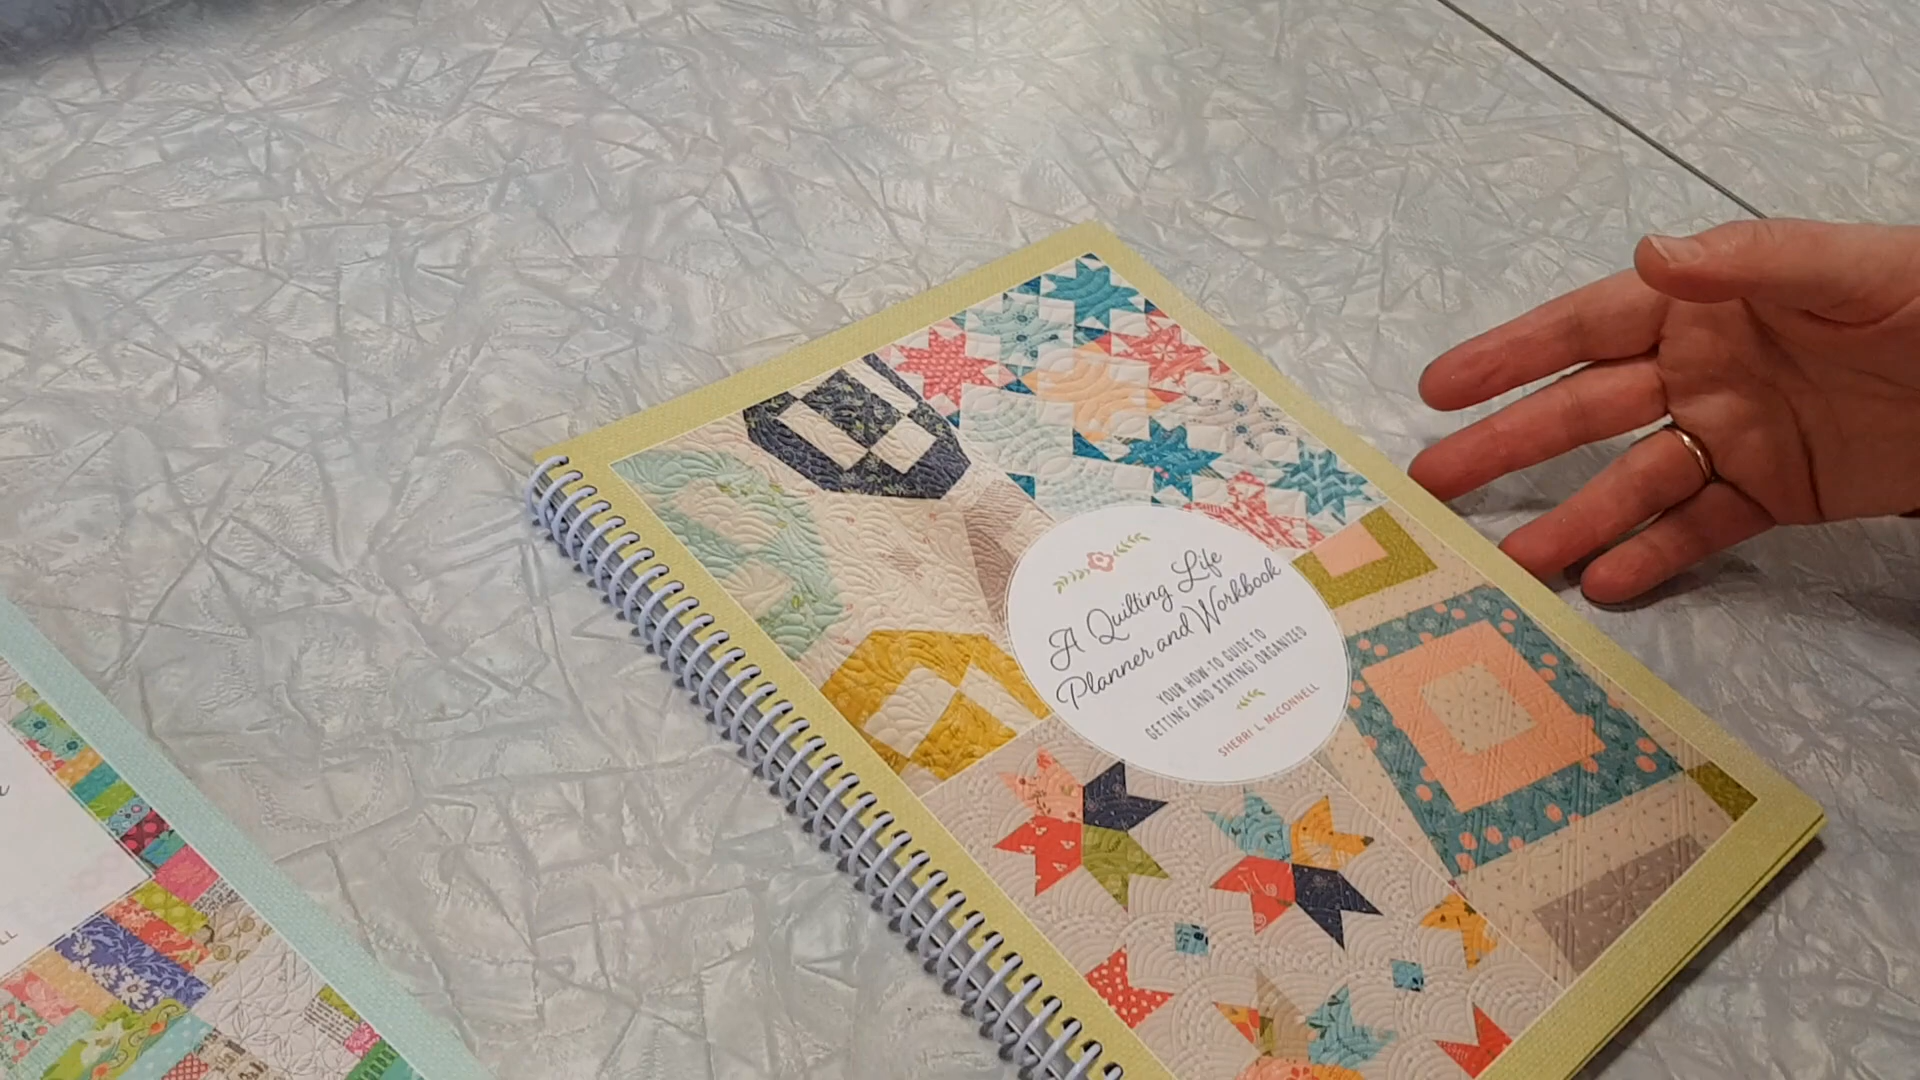 A Quilting Life
Planner and Workbook
YOUR HOW-TO GUIDE TO
GETTING (AND STAYING) ORGANIZED
SHERRI L. McCONNELL